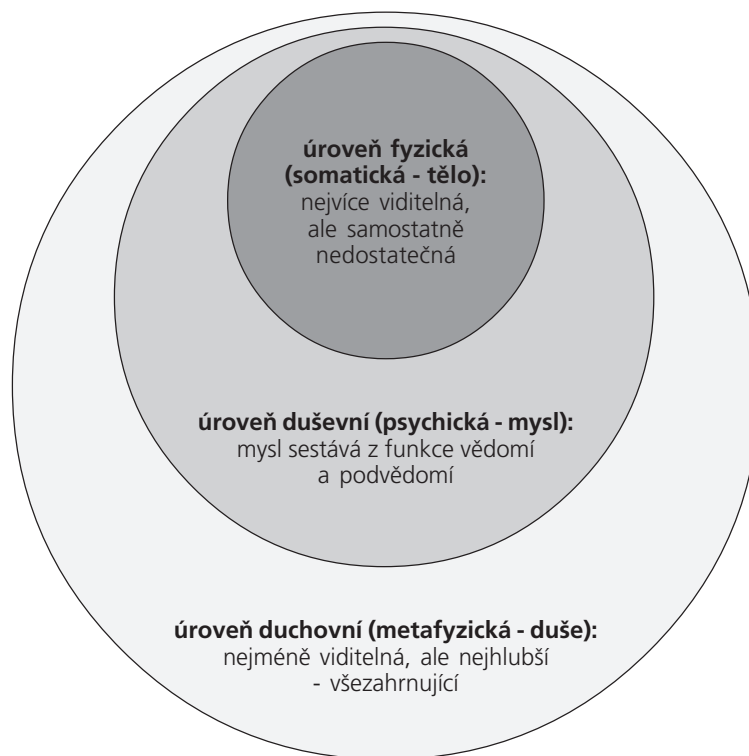 úroveň fyzická
(somatická - tělo):
nejvíce viditelná,
ale samostatně
nedostatečná
úroveň duševní (psychická - mysl):
mysl sestává z funkce vědomí
a podvědomí
úroveň duchovní (metafyzická - duše):
nejméně viditelná, ale nejhlubší
- všezahrnující